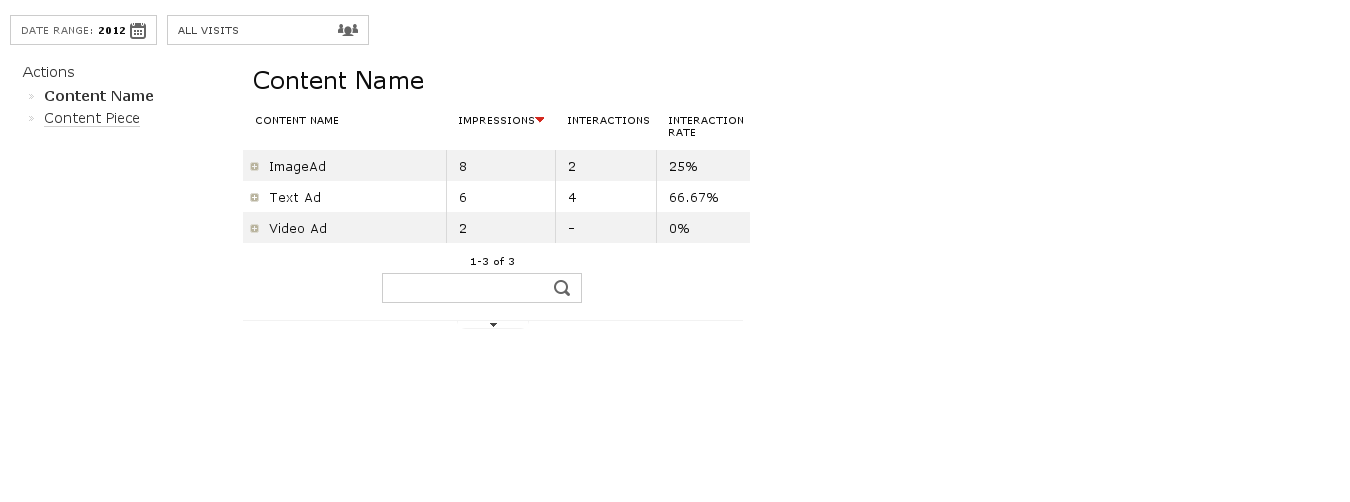 DATE RANGE: 2012
ALL VISITS
Actions
» Content Name
» Content Piece
Content Name
CONTENT NAME IMPRESSIONS INTERACTIONS INTERACTION RATE
ImageAd 8 2 25%
Text Ad 6 4 66.67%
Video Ad 2 - 0%
1-3 of 3